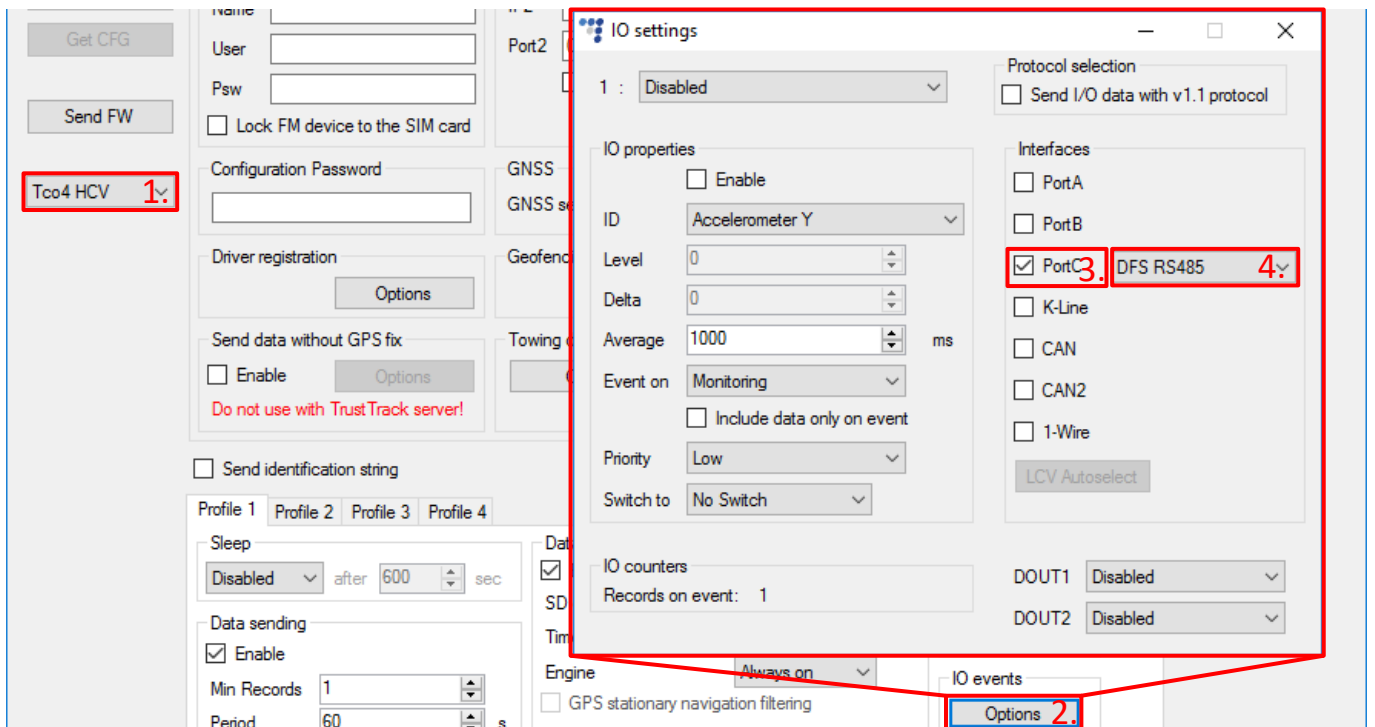 Name
Get CFG
User
Port2
Psw
Send FW
Lock FM device to the SIM card
Tco4 HCV 1.
Configuration Password
GNSS
GNSS se
Driver registration
Geofenc
Options
Send data without GPS fix
Towing
Enable
Options
Do not use with TrustTrack server!
Send identification string
Profile 1 Profile 2 Profile 3 Profile 4
Sleep
Disabled after 600 sec
Data sending
Enable
Min Records 1
Period 60 s
Dat
SD
Tim
Engine Always on
GPS stationary navigation filtering
IO events
Options 2.
IO settings
1 : Disabled
Protocol selection
Send I/O data with v1.1 protocol
IO properties
Enable
ID Accelerometer Y
Level 0
Delta 0
Average 1000 ms
Event on Monitoring
Include data only on event
Priority Low
Switch to No Switch
Interfaces
PortA
PortB
PortC 3. DFS RS485 4.
K-Line
CAN
CAN2
1-Wire
LCV Autoselect
IO counters
Records on event: 1
DOUT1 Disabled
DOUT2 Disabled